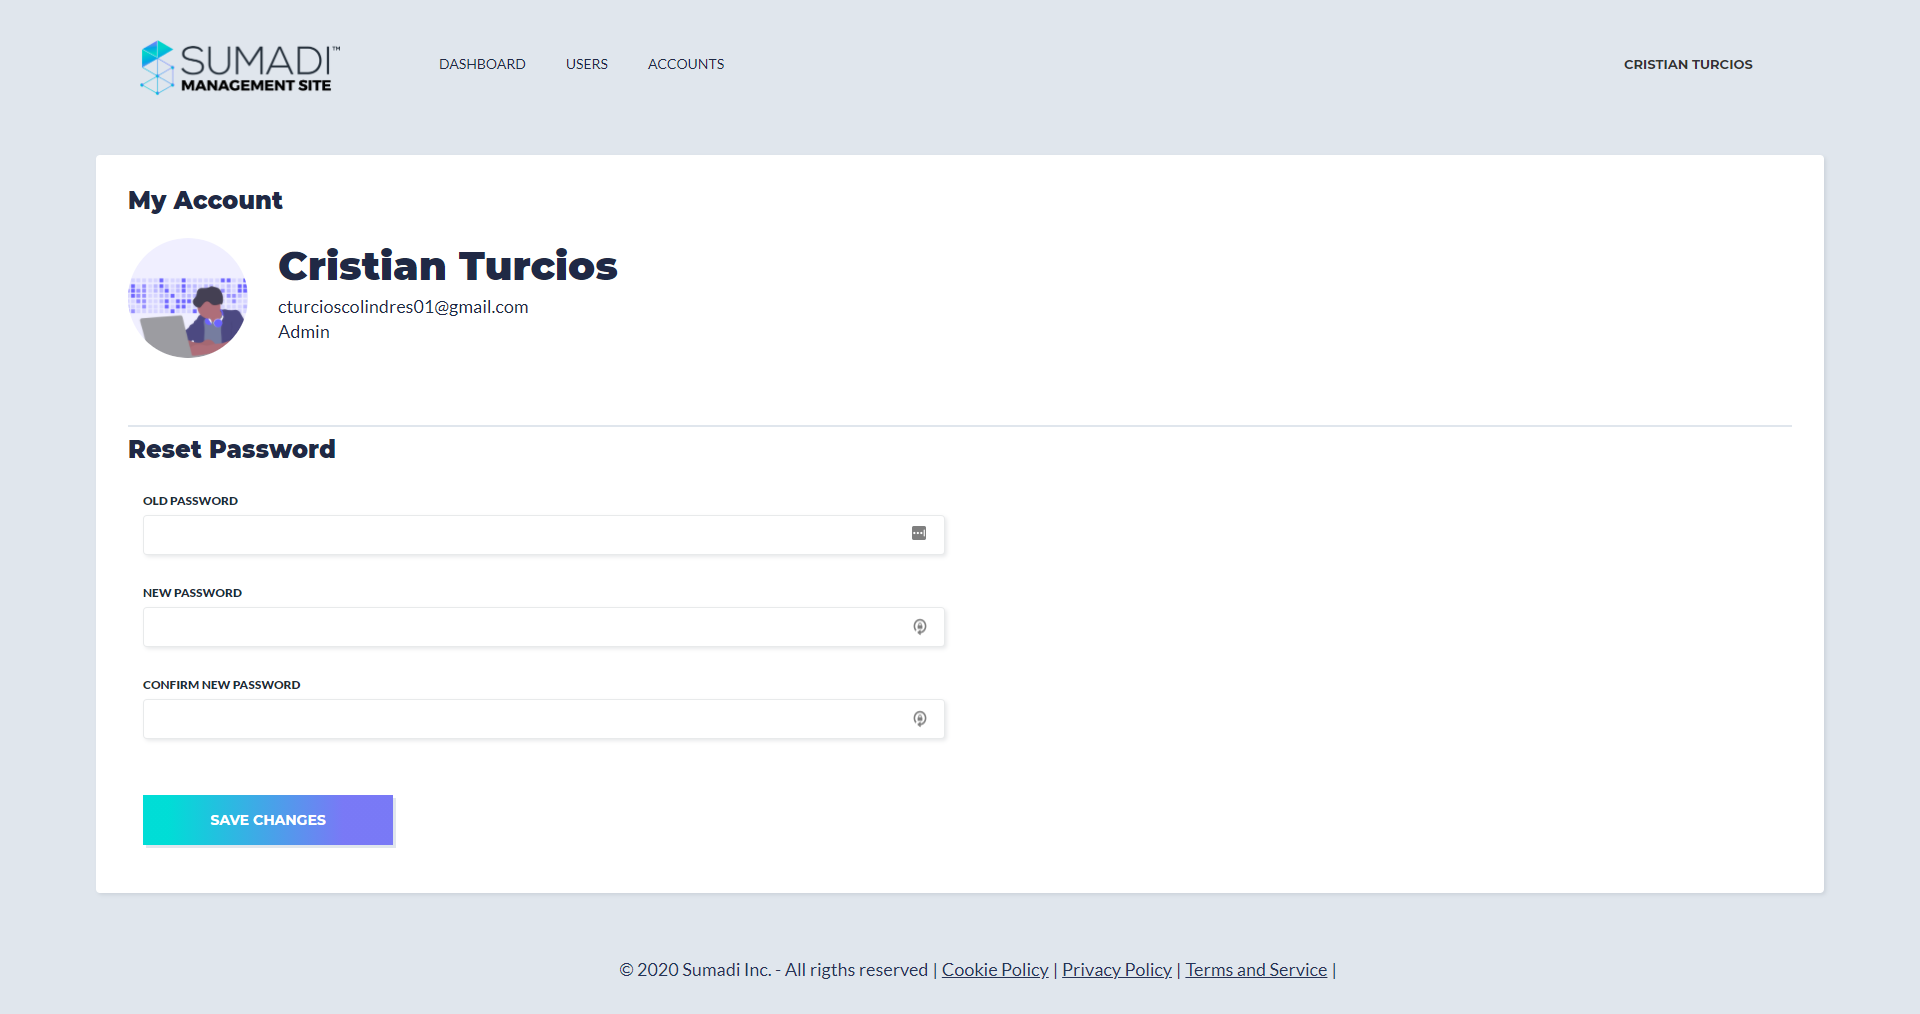 SUMADI™
MANAGEMENT SITE
DASHBOARD USERS ACCOUNTS
CRISTIAN TURCIOS
My Account
Cristian Turcios
cturcioscolindres01@gmail.com
Admin
Reset Password
OLD PASSWORD
NEW PASSWORD
CONFIRM NEW PASSWORD
SAVE CHANGES
© 2020 Sumadi Inc. - All rigths reserved | Cookie Policy | Privacy Policy | Terms and Service |